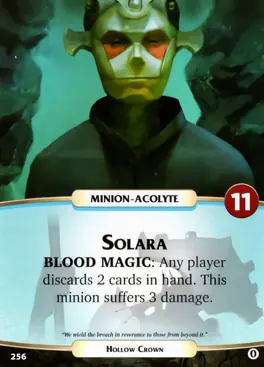 MINION-ACOLYTE
11
SOLARA
BLOOD MAGIC: Any player
discards 2 cards in hand. This
minion suffers 3 damage.
"We wield the breach in reverance to those from beyond it."
256
HOLLOW CROWN
0